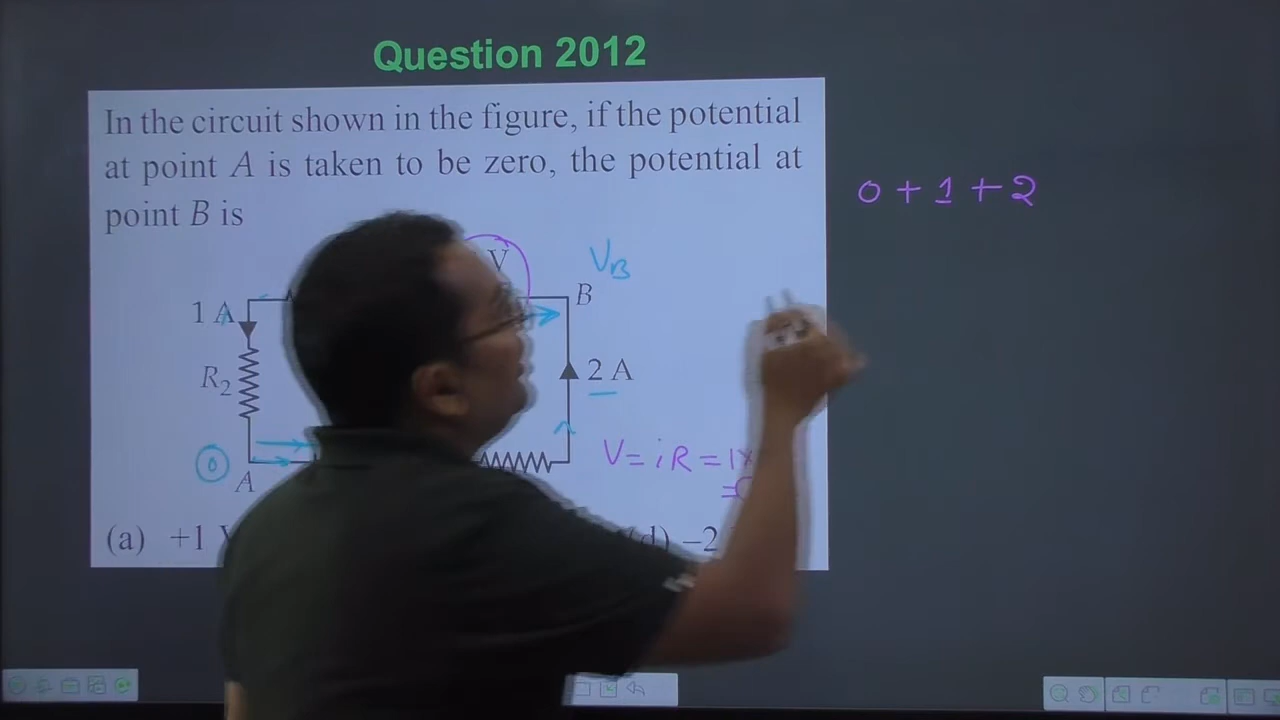 Question 2012
In the circuit shown in the figure, if the potential
at point A is taken to be zero, the potential at
point B is
0 + 1 + 2
V
V_B
1 A
B
R₂
2 A
0
V = iR = 1×
A
=
(a) +1 V
(d) –2